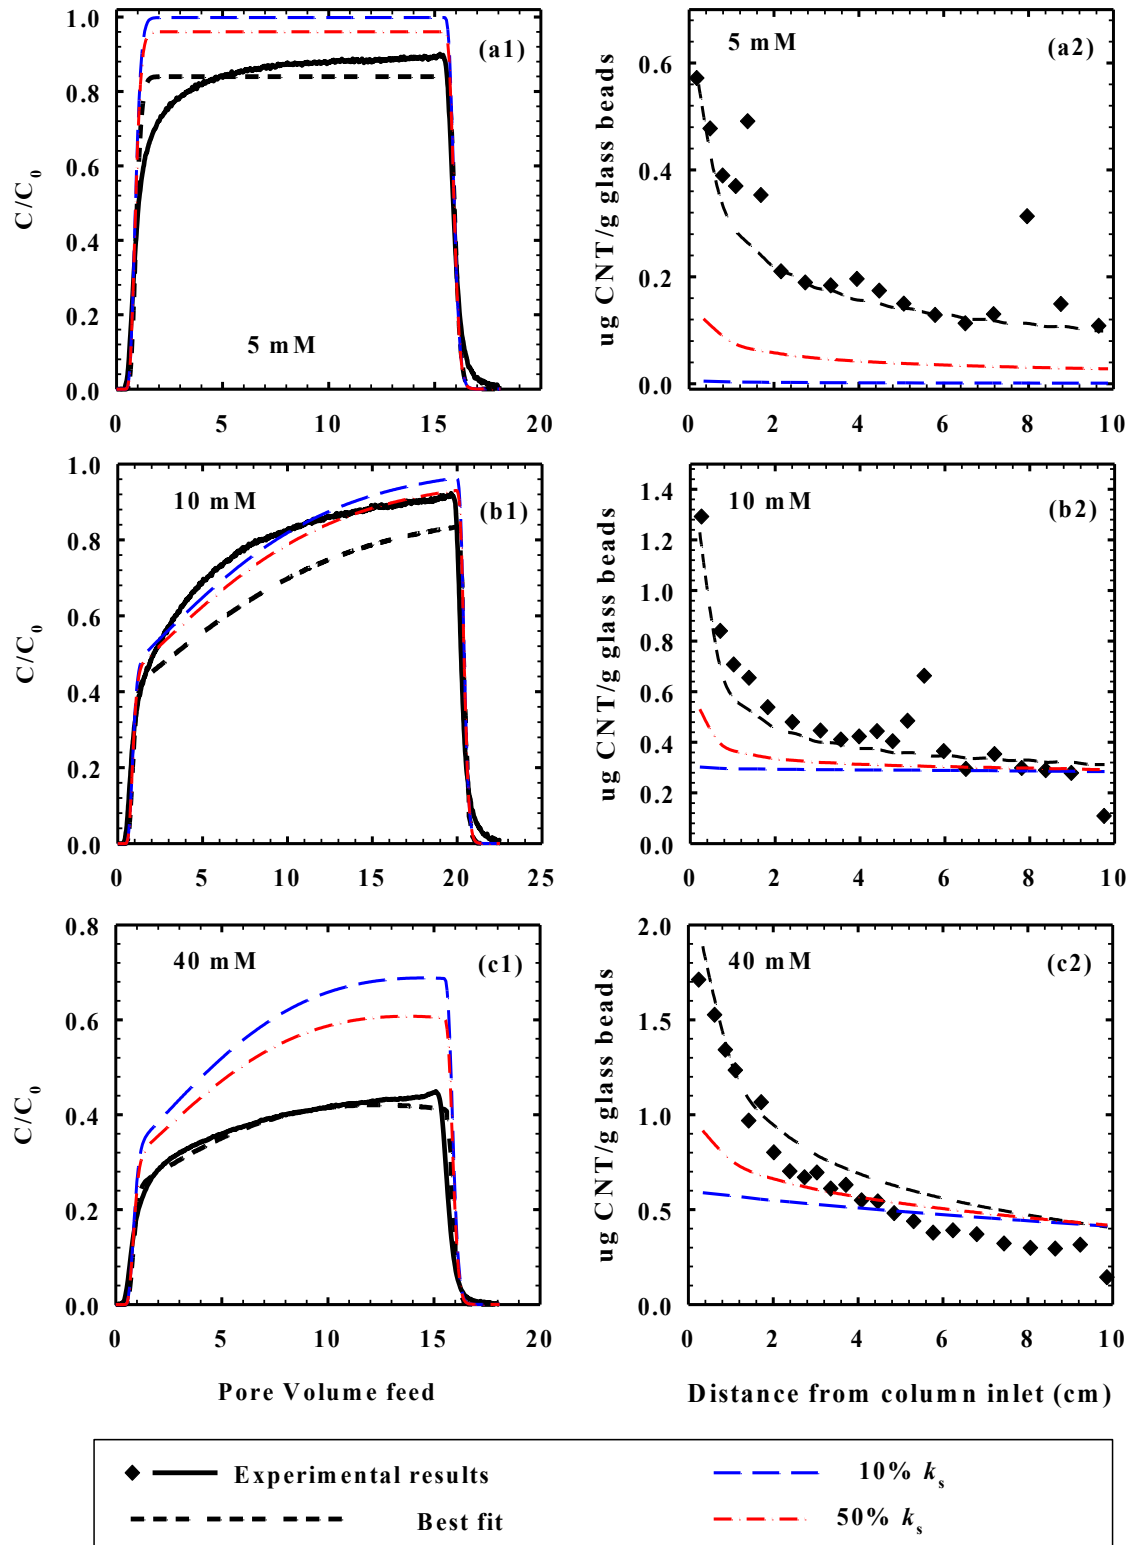 1.0
0.8
0.6
0.4
0.2
0.0
C/C0
(a1)
5 mM
0 5 10 15 20
0.6
0.4
0.2
0.0
ug CNT/g glass beads
5 mM
(a2)
0 2 4 6 8 10
1.0
0.8
0.6
0.4
0.2
0.0
C/C0
10 mM
(b1)
0 5 10 15 20 25
1.4
1.2
1.0
0.8
0.6
0.4
0.2
0.0
ug CNT/g glass beads
10 mM
(b2)
0 2 4 6 8 10
0.8
0.6
0.4
0.2
0.0
C/C0
40 mM
(c1)
0 5 10 15 20
Pore Volume feed
2.0
1.5
1.0
0.5
0.0
ug CNT/g glass beads
40 mM
(c2)
0 2 4 6 8 10
Distance from column inlet (cm)
Experimental results
10% ks
Best fit
50% ks